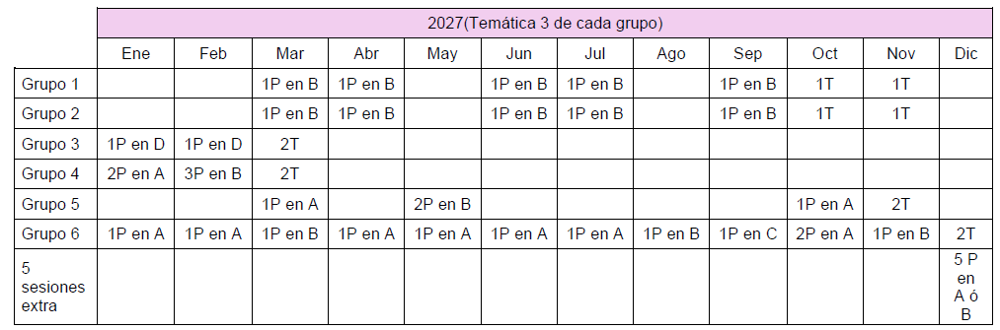 2027(Temática 3 de cada grupo)
Ene Feb Mar Abr May Jun Jul Ago Sep Oct Nov Dic
Grupo 1 1P en B 1P en B 1P en B 1P en B 1P en B 1T 1T
Grupo 2 1P en B 1P en B 1P en B 1P en B 1P en B 1T 1T
Grupo 3 1P en D 1P en D 2T
Grupo 4 2P en A 3P en B 2T
Grupo 5 1P en A 2P en B 1P en A 2T
Grupo 6 1P en A 1P en A 1P en B 1P en A 1P en A 1P en A 1P en A 1P en B 1P en C 2P en A 1P en B 2T
5
sesiones
extra
5 P
en
A ó
B